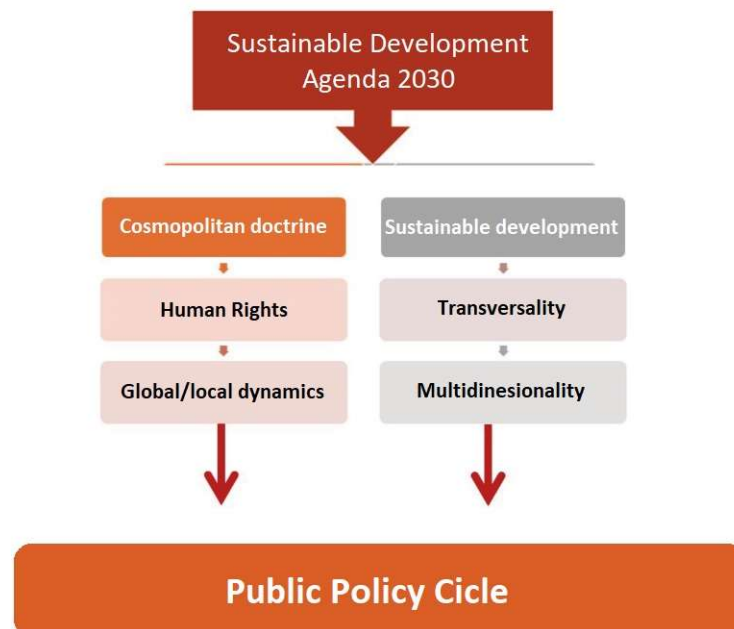 Sustainable Development
Agenda 2030
Cosmopolitan doctrine
Human Rights
Global/local dynamics
Sustainable development
Transversality
Multidinesionality
Public Policy Cicle